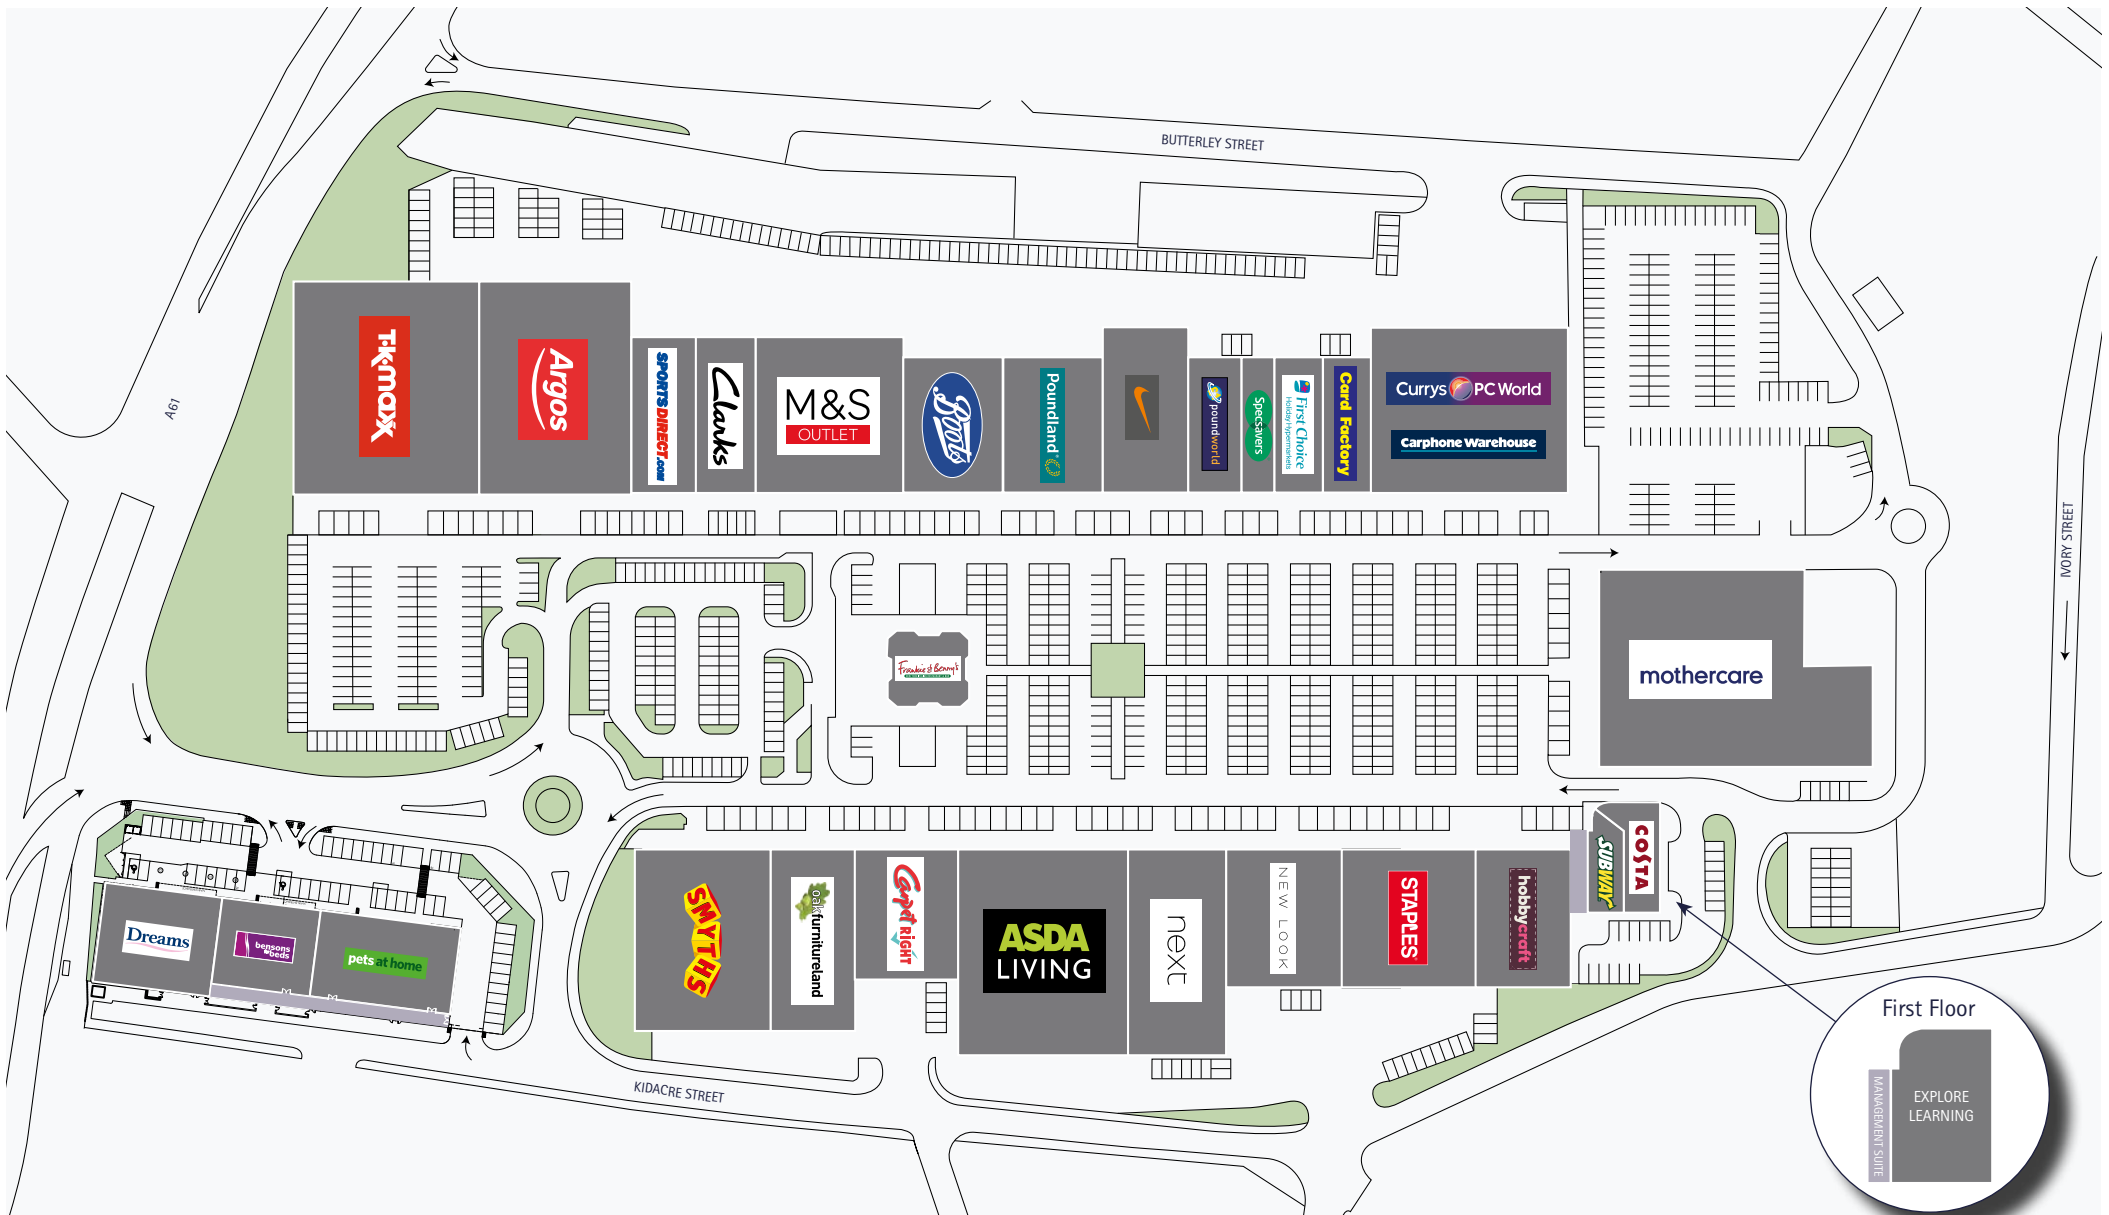 BUTTERLEY STREET
A61
IVORY STREET
T·K·maxx
Argos
SPORTSDIRECT.com
Clarks
M&S
OUTLET
Boots
Poundland
poundworld
Specsavers
First Choice
HolidayHypermarkets
Card Factory
Currys PC World
Carphone Warehouse
Frankie & Benny's
mothercare
COSTA
SUBWAY
SMYTHS
oakfurnitureland
Carpet RIGHT
ASDA
LIVING
next
NEW LOOK
STAPLES
hobbycraft
Dreams
bensons
for beds
pets at home
KIDACRE STREET
First Floor
MANAGEMENT SUITE
EXPLORE
LEARNING